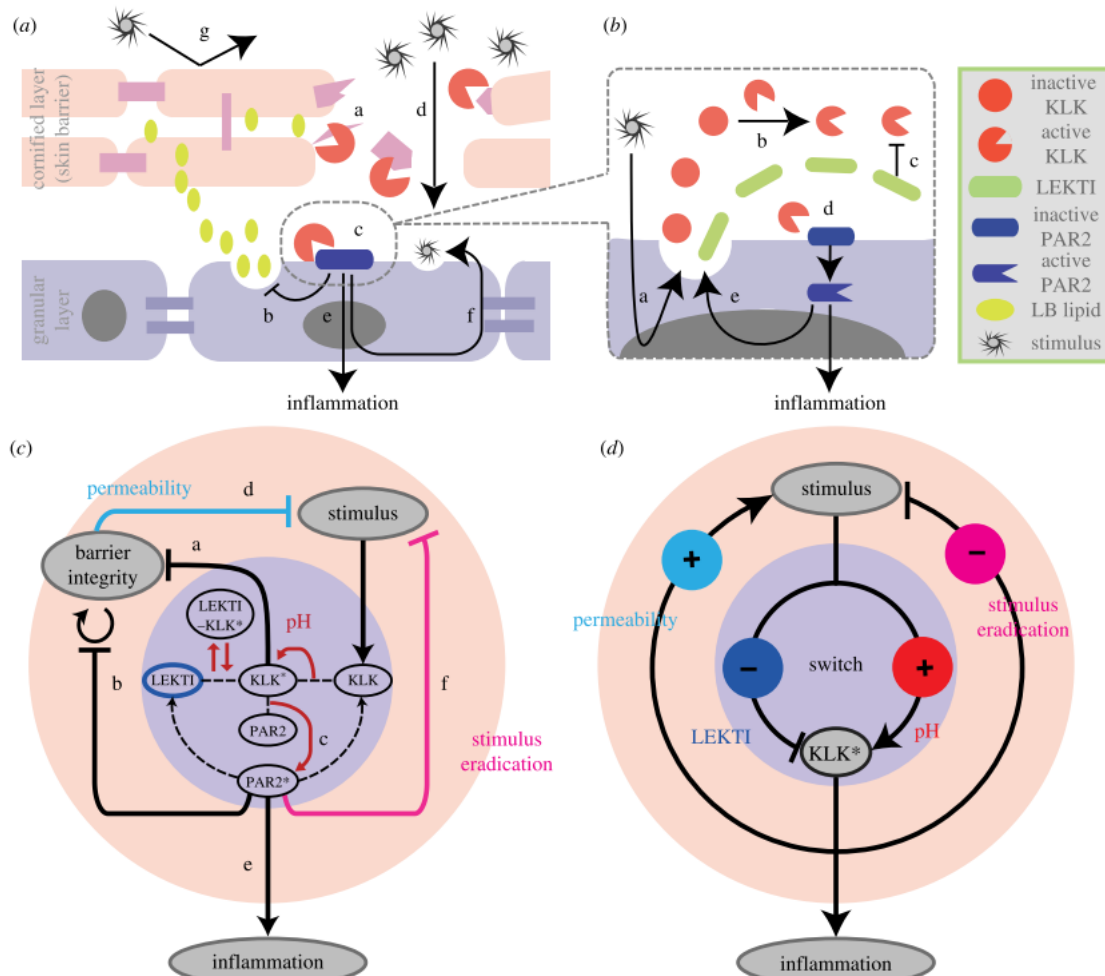 (a)
g
cornified layer
(skin barrier)
a
d
c
granular
layer
b
e
f
inflammation
(b)
b
c
d
a
e
inflammation
inactive
KLK
active
KLK
LEKTI
inactive
PAR2
active
PAR2
LB lipid
stimulus
(c)
permeability
d
stimulus
barrier
integrity
a
LEKTI
–KLK*
pH
LEKTI
KLK*
KLK
b
f
PAR2
c
stimulus
eradication
PAR2*
e
inflammation
(d)
stimulus
+
–
permeability
stimulus
eradication
–
switch
+
LEKTI
pH
KLK*
inflammation